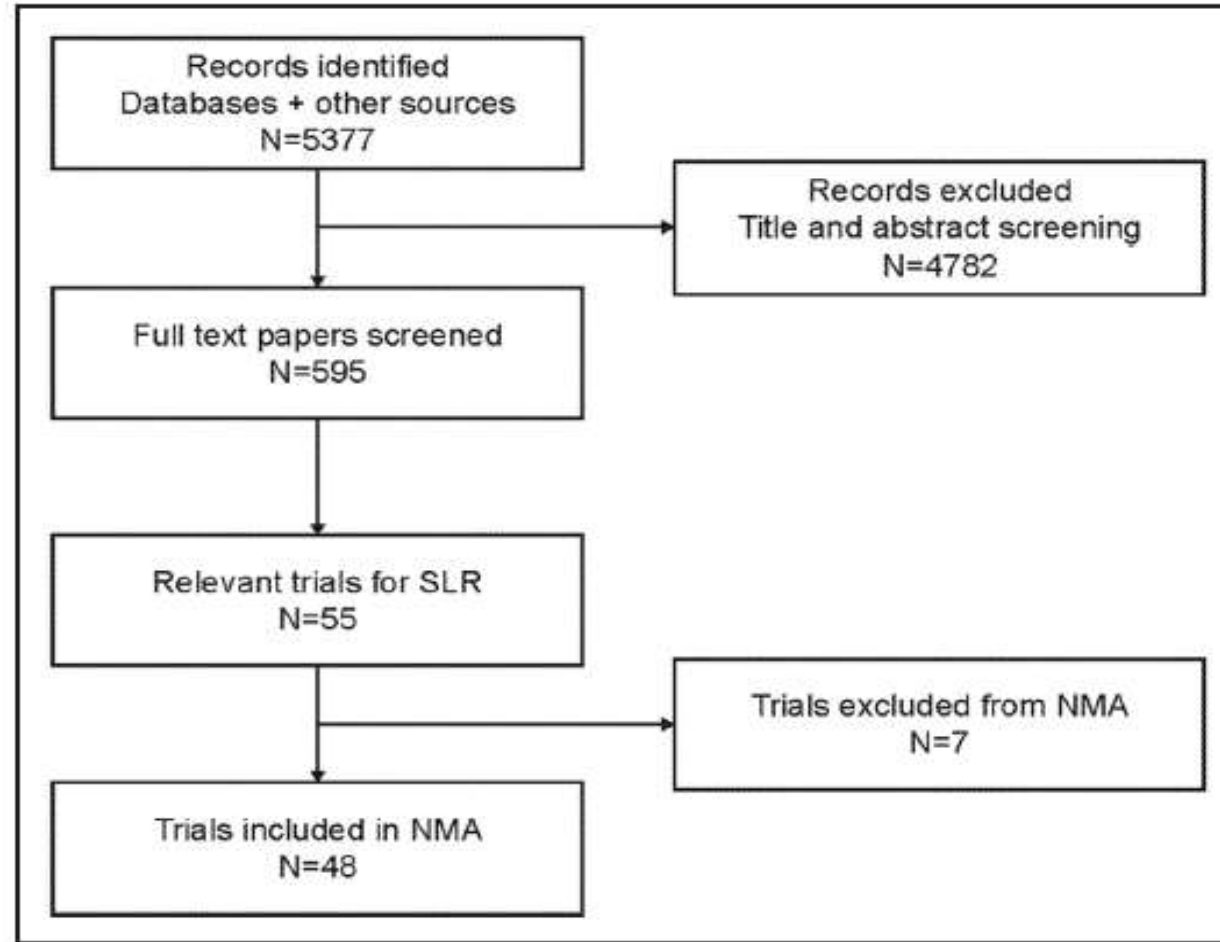 Records identified
Databases + other sources
N=5377
Records excluded
Title and abstract screening
N=4782
Full text papers screened
N=595
Relevant trials for SLR
N=55
Trials excluded from NMA
N=7
Trials included in NMA
N=48